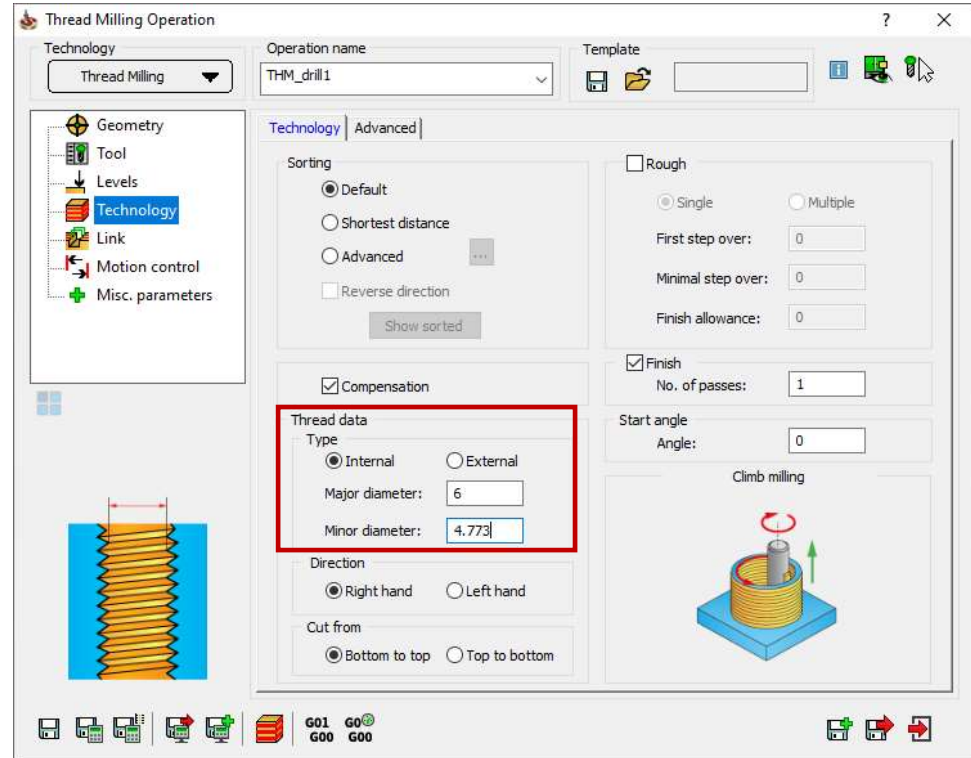 Thread Milling Operation
? X
Technology
Thread Milling
Operation name
THM_drill1
Template
Geometry
Tool
Levels
Technology
Link
Motion control
Misc. parameters
Technology Advanced
Sorting
Default
Shortest distance
Advanced ...
Reverse direction
Show sorted
Compensation
Thread data
Type
Internal External
Major diameter: 6
Minor diameter: 4.773
Direction
Right hand Left hand
Cut from
Bottom to top Top to bottom
Rough
Single Multiple
First step over: 0
Minimal step over: 0
Finish allowance: 0
Finish
No. of passes: 1
Start angle
Angle: 0
Climb milling
G01 G0
G00 G00